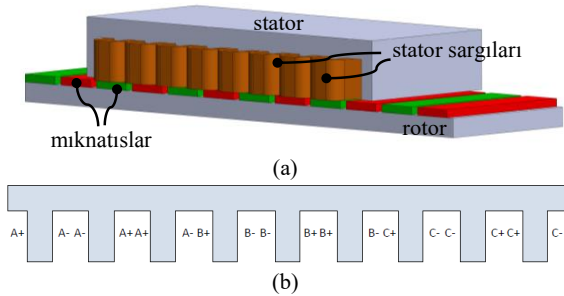 stator
stator sargıları
mıknatıslar
rotor
(a)
A+ A- A- A+ A+ A- B+ B- B- B+ B+ B- C+ C- C- C+ C+ C-
(b)